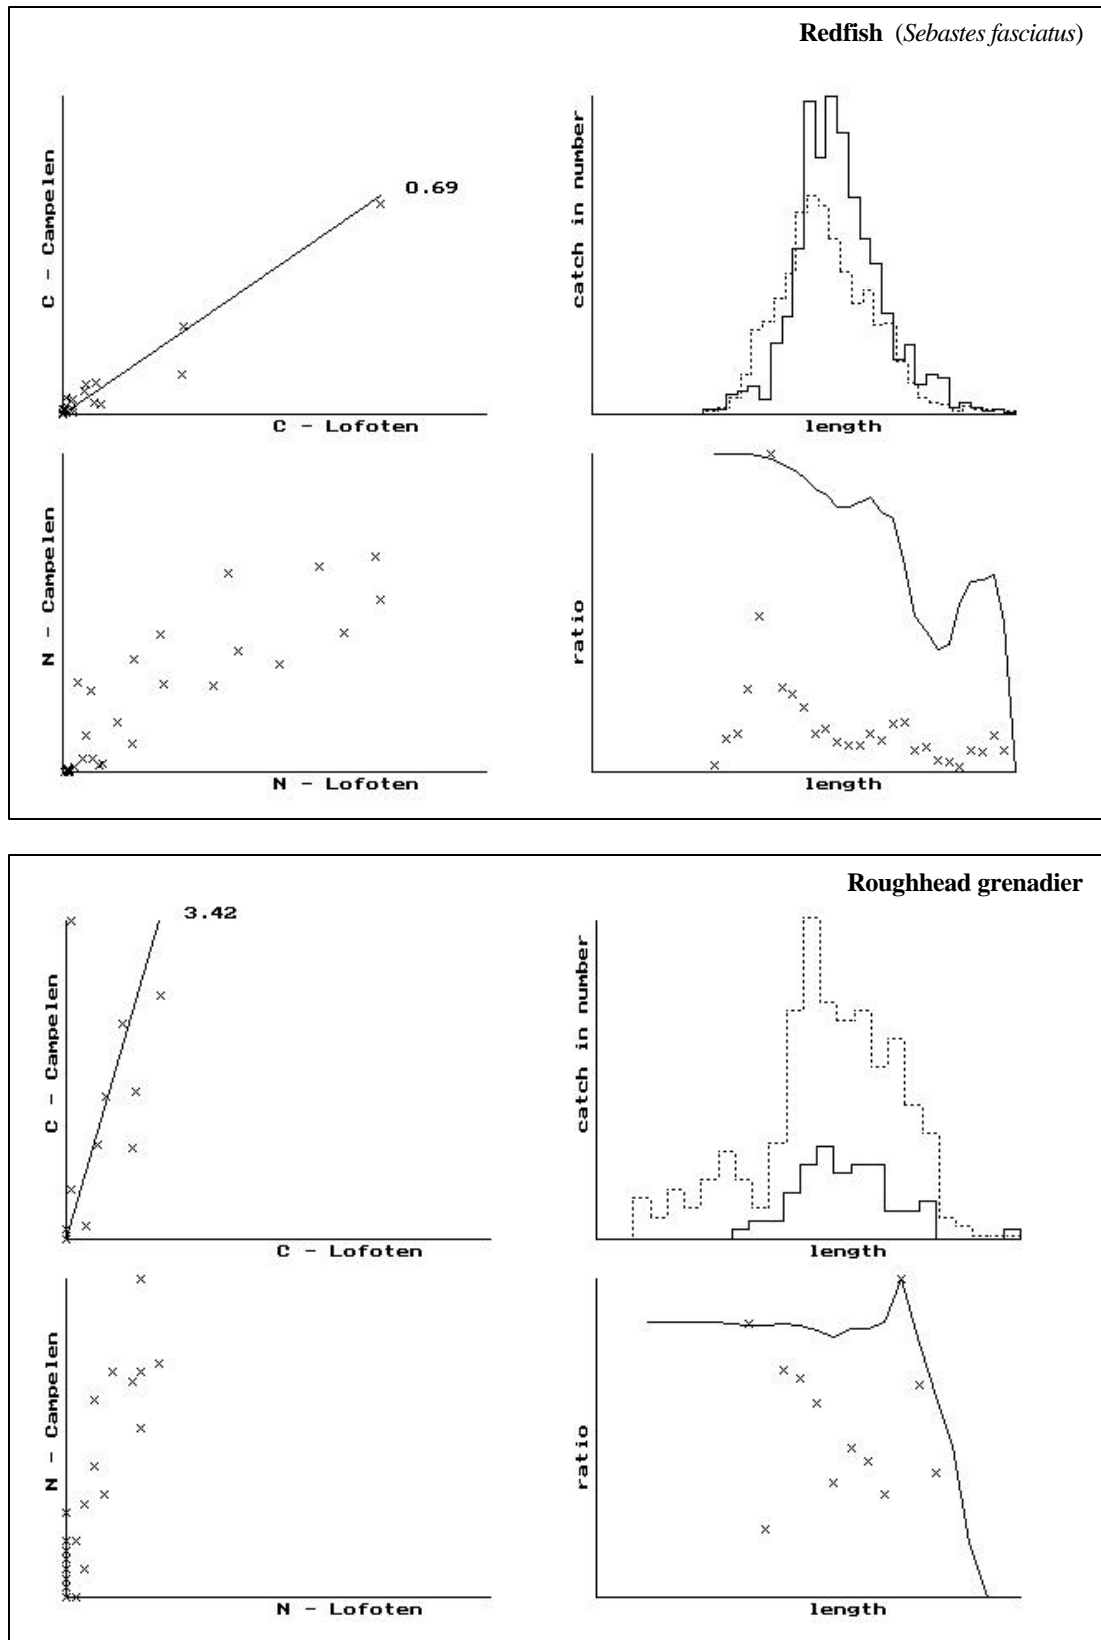 Redfish (Sebastes fasciatus)
C - Campelen
0.69
C - Lofoten
catch in number
length
N - Campelen
N - Lofoten
ratio
length
Roughhead grenadier
C - Campelen
3.42
C - Lofoten
catch in number
length
N - Campelen
N - Lofoten
ratio
length